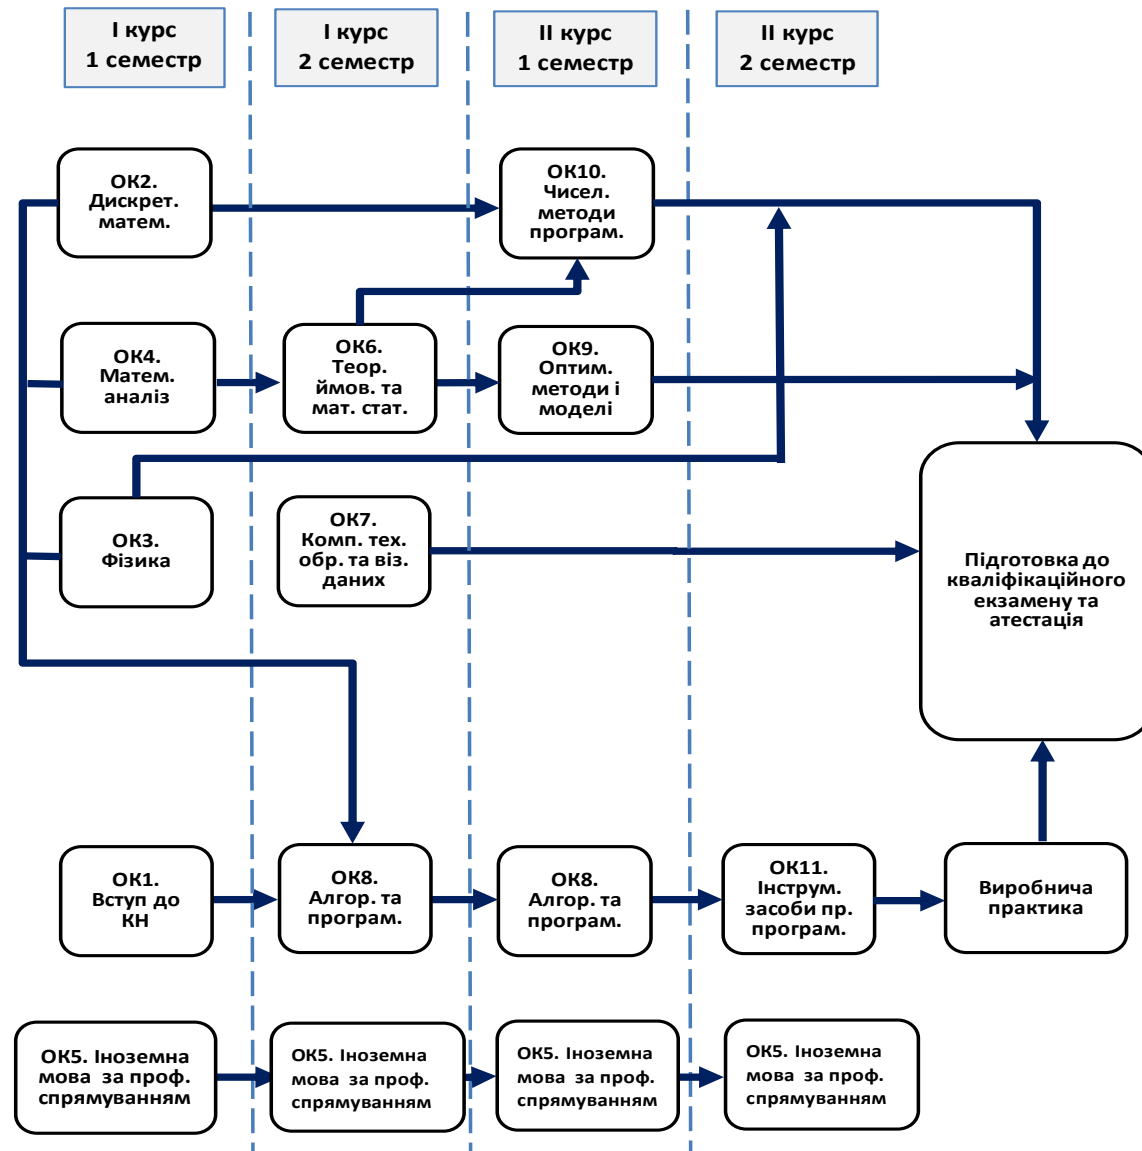 І курс
1 семестр
І курс
2 семестр
ІІ курс
1 семестр
ІІ курс
2 семестр
ОК2.
Дискрет.
матем.
ОК10.
Чисел.
методи
програм.
ОК4.
Матем.
аналіз
ОК6.
Теор.
ймов. та
мат. стат.
ОК9.
Оптим.
методи і
моделі
ОК3.
Фізика
ОК7.
Комп. тех.
обр. та віз.
даних
Підготовка до
кваліфікаційного
екзамену та
атестація
ОК1.
Вступ до
КН
ОК8.
Алгор. та
програм.
ОК8.
Алгор. та
програм.
ОК11.
Інструм.
засоби пр.
програм.
Виробнича
практика
ОК5. Іноземна
мова за проф.
спрямуванням
ОК5. Іноземна
мова за проф.
спрямуванням
ОК5. Іноземна
мова за проф.
спрямуванням
ОК5. Іноземна
мова за проф.
спрямуванням